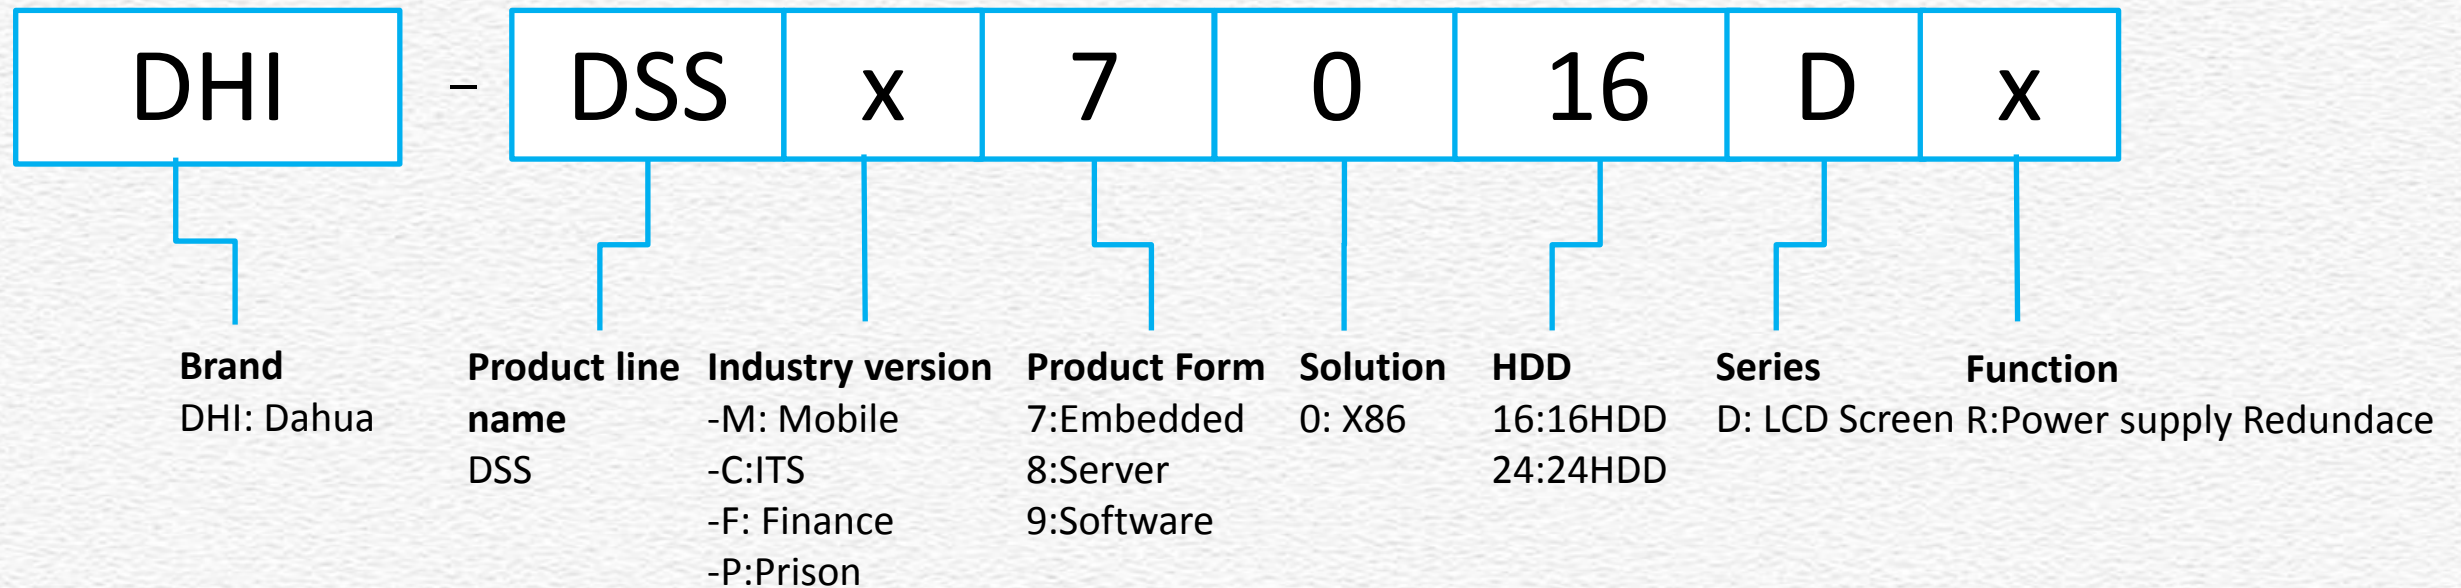 DHI - DSS x 7 0 16 D x
Brand
DHI: Dahua
Product line
name
DSS
Industry version
-M: Mobile
-C:ITS
-F: Finance
-P:Prison
Product Form
7:Embedded
8:Server
9:Software
Solution
0: X86
HDD
16:16HDD
24:24HDD
Series
D: LCD Screen
Function
R:Power supply Redundace